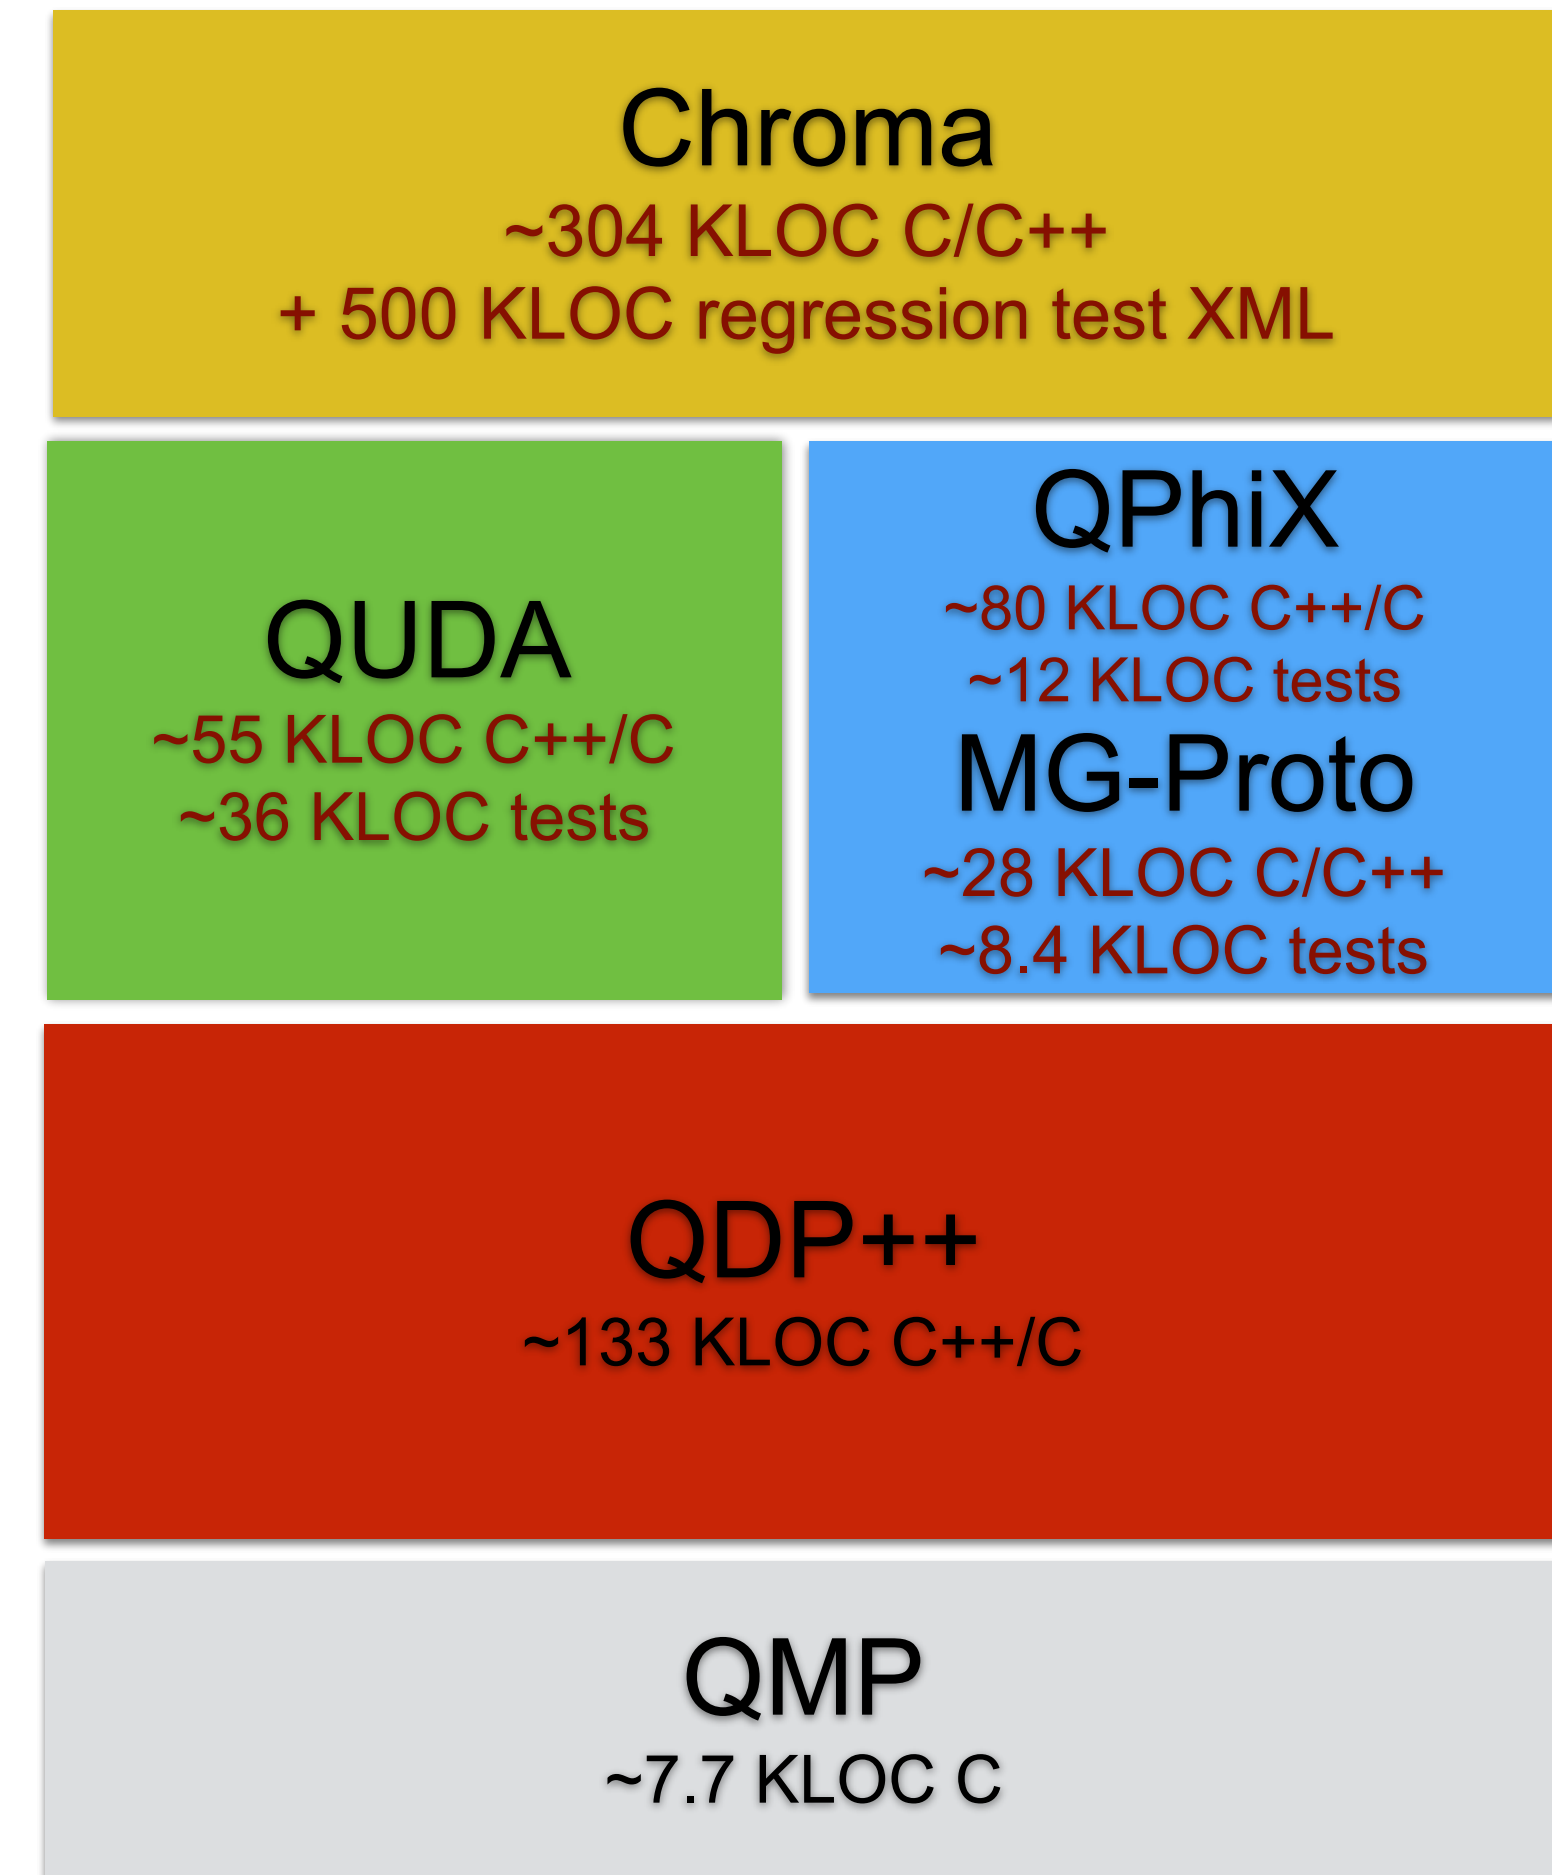 Chroma
~304 KLOC C/C++
+ 500 KLOC regression test XML
QUDA
~55 KLOC C++/C
~36 KLOC tests
QPhiX
~80 KLOC C++/C
~12 KLOC tests
MG-Proto
~28 KLOC C/C++
~8.4 KLOC tests
QDP++
~133 KLOC C++/C
QMP
~7.7 KLOC C